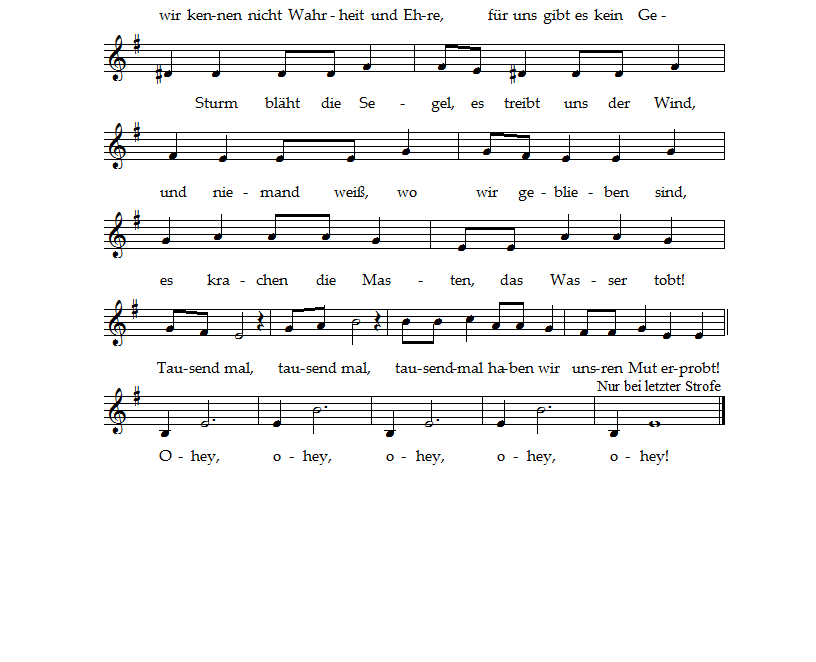 wir ken-nen nicht Wahr - heit und Eh-re, für uns gibt es kein Ge -
Sturm bläht die Se - gel, es treibt uns der Wind,
und nie - mand weiß, wo wir ge - blie - ben sind,
es kra - chen die Mas - ten, das Was - ser tobt!
Tau-send mal, tau-send mal, tau-send-mal ha-ben wir uns-ren Mut er-probt!
Nur bei letzter Strofe
O - hey, o - hey, o - hey, o - hey, o - hey!